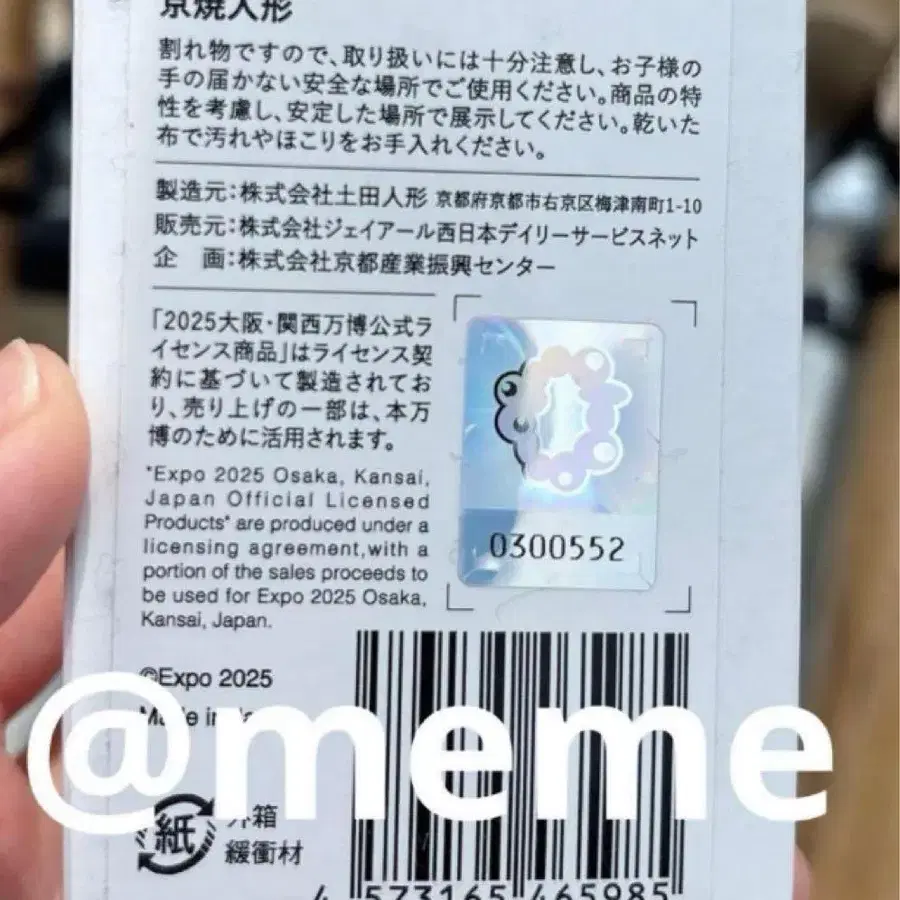 京焼人形
割れ物ですので、取り扱いには十分注意し、お子様の
手の届かない安全な場所でご使用ください。商品の特
性を考慮し、安定した場所で展示してください。乾いた
布で汚れやほこりをお手入れください。
製造元:株式会社土田人形 京都府京都市右京区梅津南町1-10
販売元:株式会社ジェイアール西日本デイリーサービスネット
企　画:株式会社京都産業振興センター
「2025大阪・関西万博公式ラ
イセンス商品」はライセンス契
約に基づいて製造されてお
り、売り上げの一部は、本万
博のために活用されます。
"Expo 2025 Osaka, Kansai,
Japan Official Licensed
Products" are produced under a
licensing agreement,with a
portion of the sales proceeds to
be used for Expo 2025 Osaka,
Kansai, Japan.
0300552
©Expo 2025
Made in
@meme
紙
外箱
緩衝材
4 573165 465985